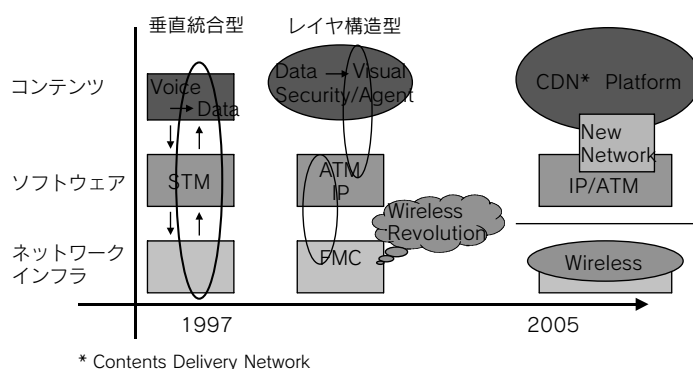 垂直統合型
レイヤ構造型
コンテンツ
Voice
Data
Data Visual
Security/Agent
CDN* Platform
New
Network
ソフトウェア
STM
ATM
IP
IP/ATM
Wireless
Revolution
ネットワーク
インフラ
FMC
Wireless
1997
2005
* Contents Delivery Network